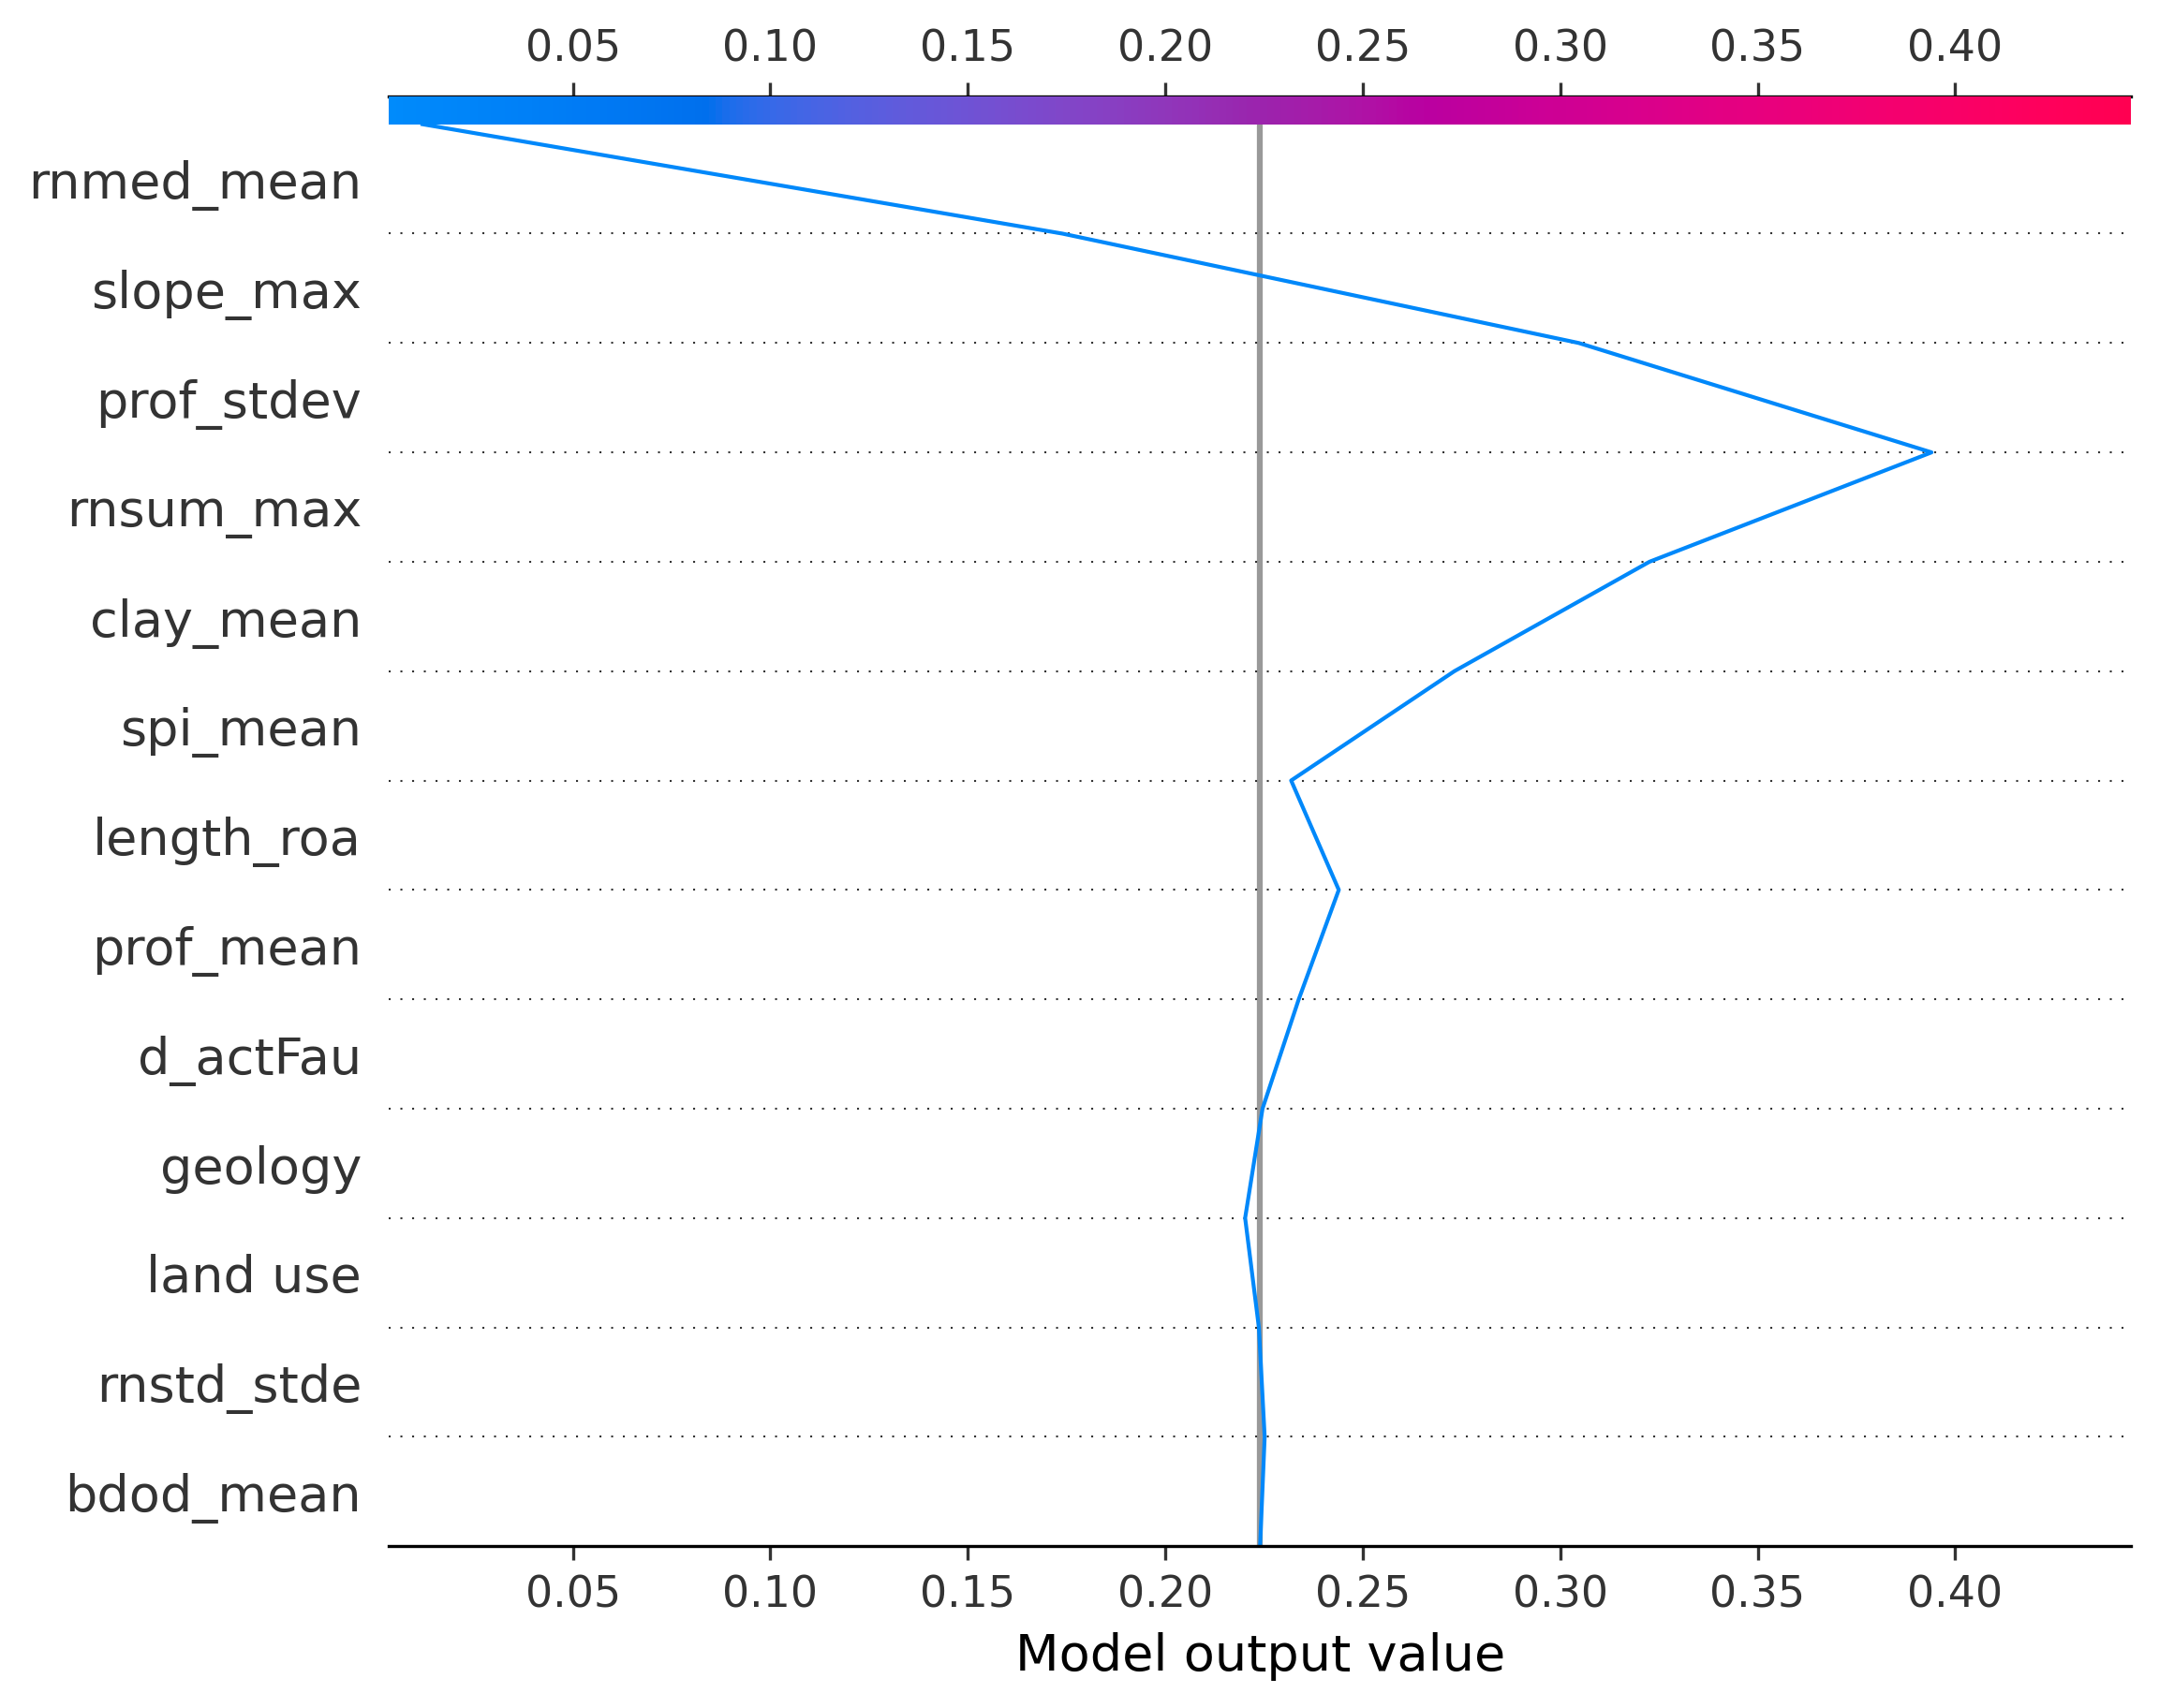 0.05 0.10 0.15 0.20 0.25 0.30 0.35 0.40
rnmed_mean
slope_max
prof_stdev
rnsum_max
clay_mean
spi_mean
length_roa
prof_mean
d_actFau
geology
land use
rnstd_stde
bdod_mean
0.05 0.10 0.15 0.20 0.25 0.30 0.35 0.40
Model output value